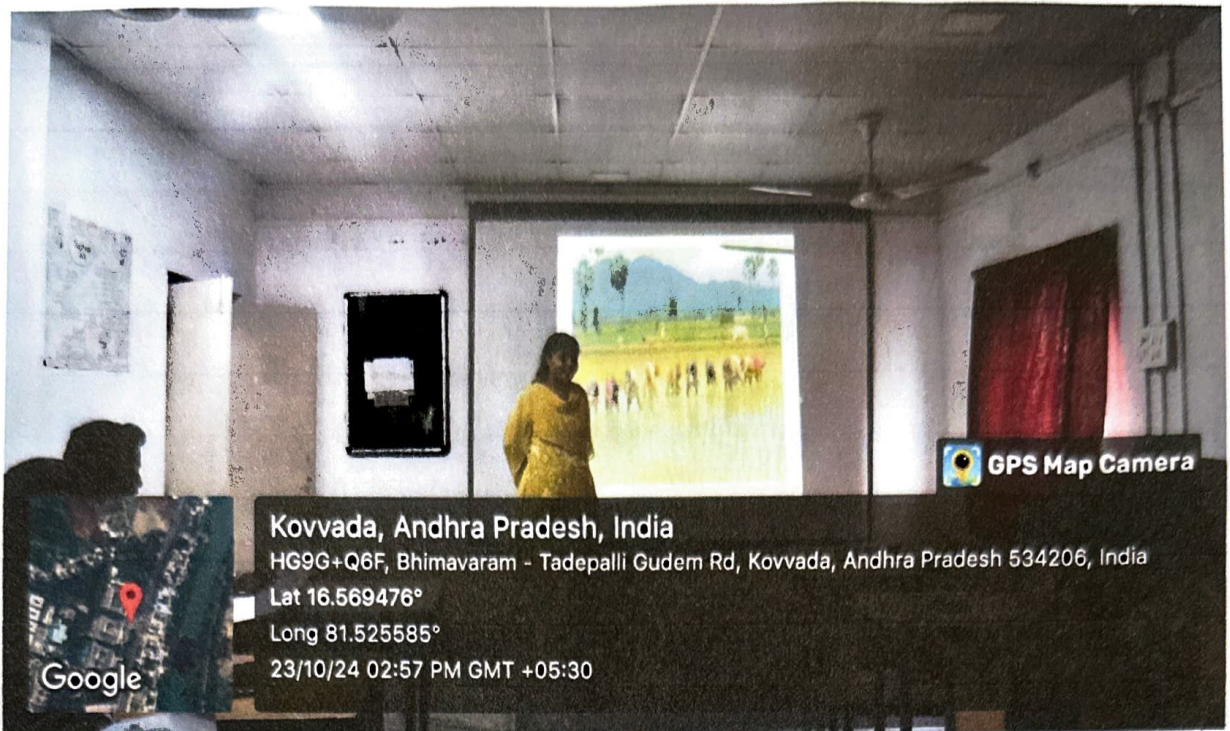 GPS Map Camera
Kovvada, Andhra Pradesh, India
HG9G+Q6F, Bhimavaram - Tadepalli Gudem Rd, Kovvada, Andhra Pradesh 534206, India
Lat 16.569476°
Long 81.525585°
23/10/24 02:57 PM GMT +05:30
Google